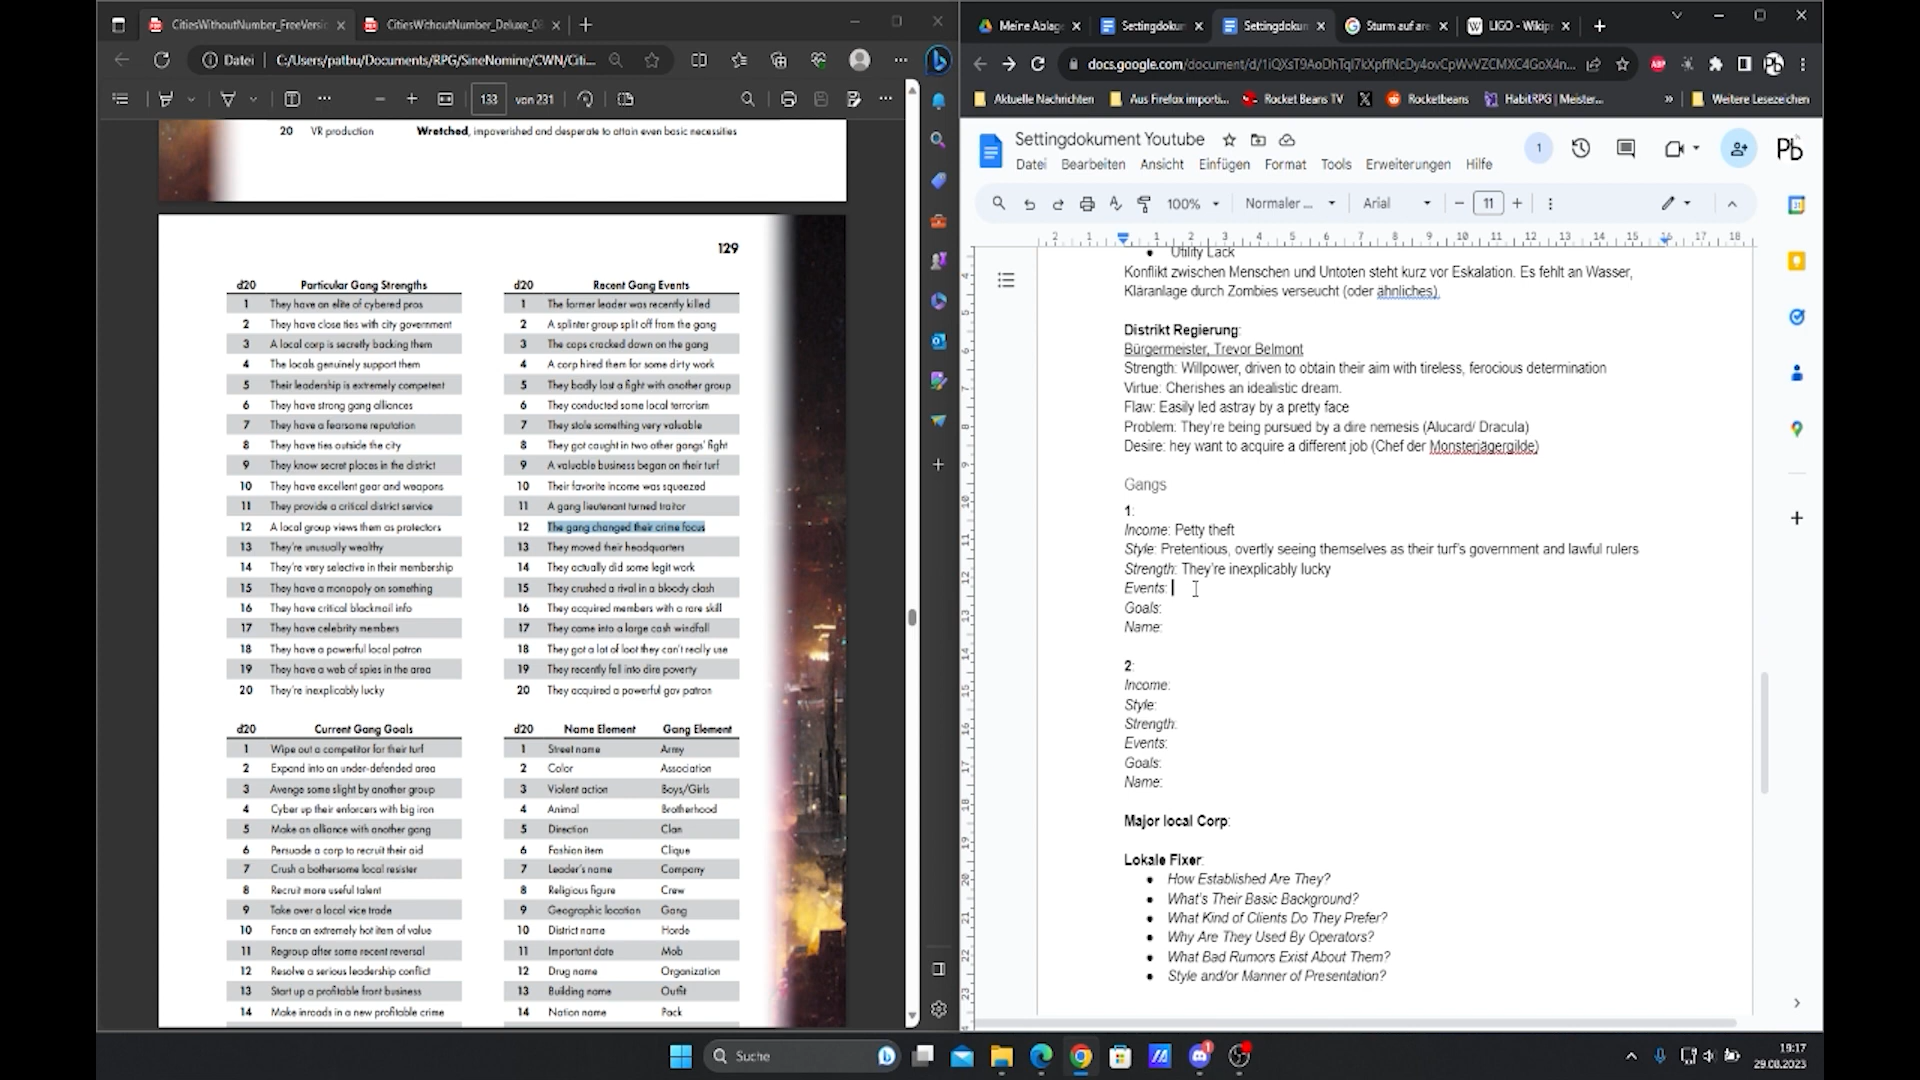 CitiesWithoutNumber_FreeVersi
CitiesWithoutNumber_Deluxe_0
Datei
C:/Users/patbu/Documents/RPG/SineNomine/CWN/Citi...
133 von 231
20 VR production Wretched, impoverished and desperate to attain even basic necessities
129
d20 Particular Gang Strengths
1 They have an elite of cybered pros
2 They have close ties with city government
3 A local corp is secretly backing them
4 The locals genuinely support them
5 Their leadership is extremely competent
6 They have strong gang alliances
7 They have a fearsome reputation
8 They have ties outside the city
9 They know secret places in the district
10 They have excellent gear and weapons
11 They provide a critical district service
12 A local group views them as protectors
13 They're unusually wealthy
14 They're very selective in their membership
15 They have a monopoly on something
16 They have critical blackmail info
17 They have celebrity members
18 They have a powerful local patron
19 They have a web of spies in the area
20 They're inexplicably lucky
d20 Recent Gang Events
1 The former leader was recently killed
2 A splinter group split off from the gang
3 The cops cracked down on the gang
4 A corp hired them for some dirty work
5 They badly lost a fight with another group
6 They conducted some local terrorism
7 They stole something very valuable
8 They got caught in two other gangs' fight
9 A valuable business began on their turf
10 Their favorite income was squeezed
11 A gang lieutenant turned traitor
12 The gang changed their crime focus
13 They moved their headquarters
14 They actually did some legit work
15 They crushed a rival in a bloody clash
16 They acquired members with a rare skill
17 They came into a large cash windfall
18 They got a lot of loot they can't really use
19 They recently fell into dire poverty
20 They acquired a powerful gov patron
d20 Current Gang Goals
1 Wipe out a competitor for their turf
2 Expand into an under-defended area
3 Avenge some slight by another group
4 Cyber up their enforcers with big iron
5 Make an alliance with another gang
6 Persuade a corp to recruit their aid
7 Crush a bothersome local resister
8 Recruit more useful talent
9 Take over a local vice trade
10 Fence an extremely hot item of value
11 Regroup after some recent reversal
12 Resolve a serious leadership conflict
13 Start up a profitable front business
14 Make inroads in a new profitable crime
d20 Name Element Gang Element
1 Street name Army
2 Color Association
3 Violent action Boys/Girls
4 Animal Brotherhood
5 Direction Clan
6 Fashion item Clique
7 Leader's name Company
8 Religious figure Crew
9 Geographic location Gang
10 District name Horde
11 Important date Mob
12 Drug name Organization
13 Building name Outfit
14 Nation name Pack
Meine Ablag
Settingdokun
Settingdokun
Sturm auf are
LIGO - Wikip
docs.google.com/document/d/1iQXsT9AoDhTqI7kXpffNcDy4ovCpWvVZCMXC4GoX4n...
Aktuelle Nachrichten
Aus Firefox importi...
Rocket Beans TV
Rocketbeans
HabitRPG | Meister...
»
Weitere Lesezeichen
Settingdokument Youtube
Datei Bearbeiten Ansicht Einfügen Format Tools Erweiterungen Hilfe
1
Pb
100% Normaler ... Arial 11
2 1 1 2 3 4 5 6 7 8 9 10 11 12 13 14 15 16 17 18
Utility Lack
Konflikt zwischen Menschen und Untoten steht kurz vor Eskalation. Es fehlt an Wasser,
Kläranlage durch Zombies verseucht (oder ähnliches).
Distrikt Regierung:
Bürgermeister, Trevor Belmont
Strength: Willpower, driven to obtain their aim with tireless, ferocious determination
Virtue: Cherishes an idealistic dream.
Flaw: Easily led astray by a pretty face
Problem: They're being pursued by a dire nemesis (Alucard/ Dracula)
Desire: hey want to acquire a different job (Chef der Monsterjägergilde)
Gangs
1:
Income: Petty theft
Style: Pretentious, overtly seeing themselves as their turf's government and lawful rulers
Strength: They're inexplicably lucky
Events:
Goals:
Name:
2:
Income:
Style:
Strength:
Events:
Goals:
Name:
Major local Corp:
Lokale Fixer:
How Established Are They?
What's Their Basic Background?
What Kind of Clients Do They Prefer?
Why Are They Used By Operators?
What Bad Rumors Exist About Them?
Style and/or Manner of Presentation?
Suche
19:17
29.08.2023